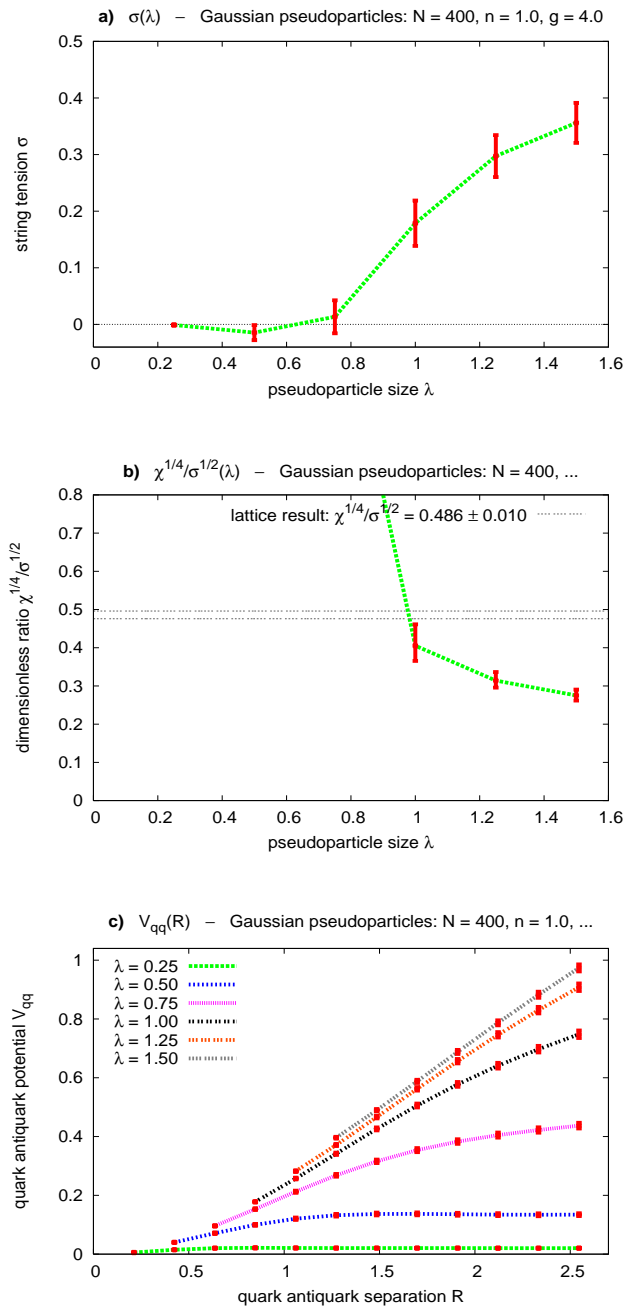 a) σ(λ) – Gaussian pseudoparticles: N = 400, n = 1.0, g = 4.0
0.5
0.4
0.3
0.2
0.1
0
string tension σ
0 0.2 0.4 0.6 0.8 1 1.2 1.4 1.6
pseudoparticle size λ
b) χ^{1/4}/σ^{1/2}(λ) – Gaussian pseudoparticles: N = 400, ...
lattice result: χ^{1/4}/σ^{1/2} = 0.486 ± 0.010
0.8
0.7
0.6
0.5
0.4
0.3
0.2
0.1
0
dimensionless ratio χ^{1/4}/σ^{1/2}
0 0.2 0.4 0.6 0.8 1 1.2 1.4 1.6
pseudoparticle size λ
c) V_{qq}(R) – Gaussian pseudoparticles: N = 400, n = 1.0, ...
λ = 0.25
λ = 0.50
λ = 0.75
λ = 1.00
λ = 1.25
λ = 1.50
1
0.8
0.6
0.4
0.2
0
quark antiquark potential V_{qq}
0 0.5 1 1.5 2 2.5
quark antiquark separation R